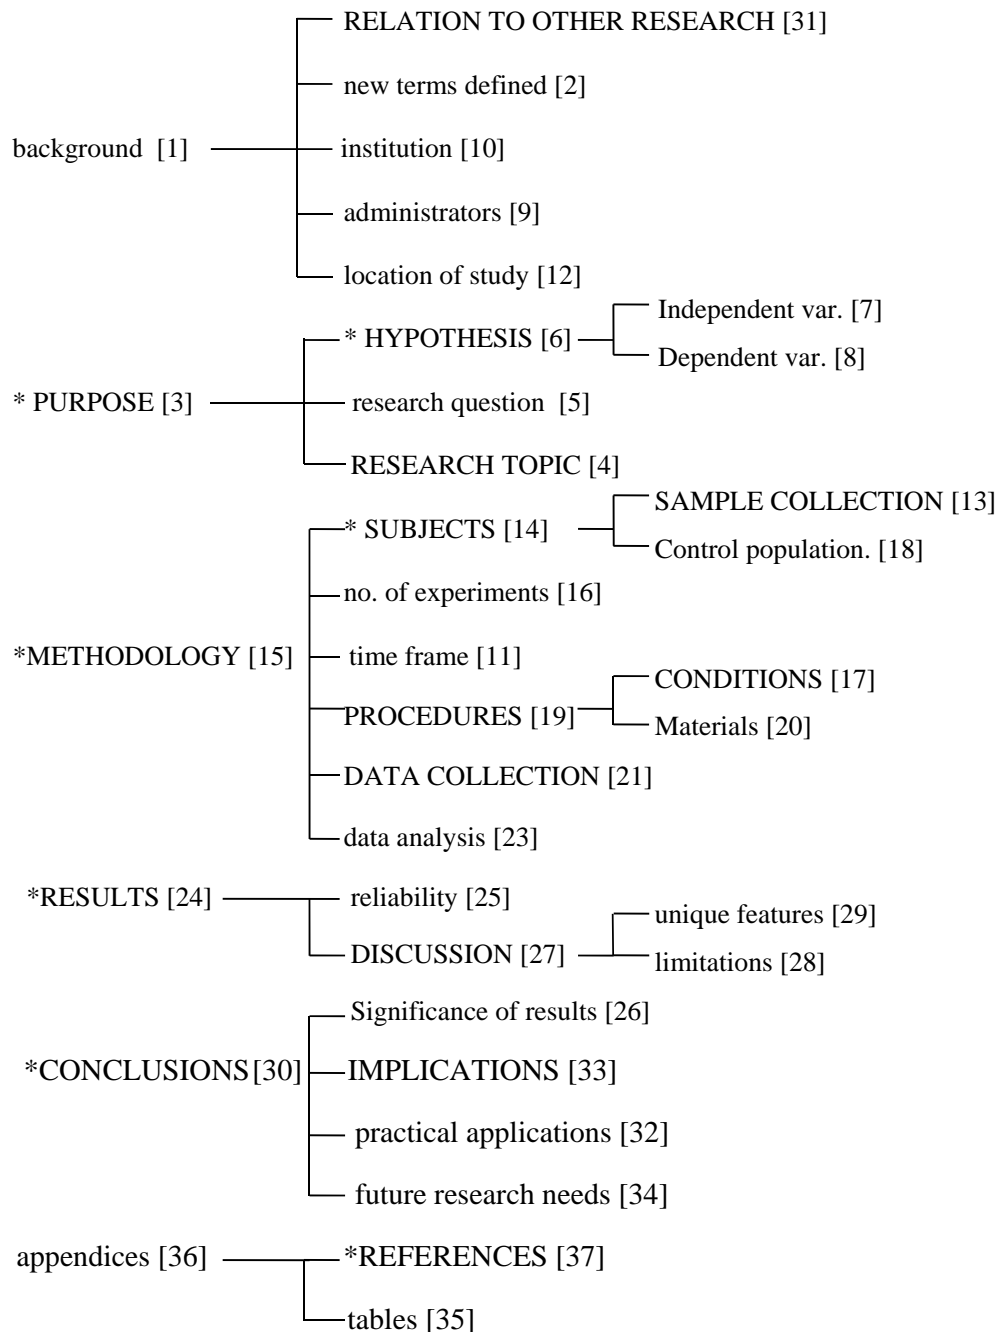 RELATION TO OTHER RESEARCH [31]
new terms defined [2]
background [1]
institution [10]
administrators [9]
location of study [12]
Independent var. [7]
* HYPOTHESIS [6]
Dependent var. [8]
* PURPOSE [3]
research question [5]
RESEARCH TOPIC [4]
SAMPLE COLLECTION [13]
* SUBJECTS [14]
Control population. [18]
no. of experiments [16]
*METHODOLOGY [15]
time frame [11]
CONDITIONS [17]
PROCEDURES [19]
Materials [20]
DATA COLLECTION [21]
data analysis [23]
*RESULTS [24]
reliability [25]
unique features [29]
DISCUSSION [27]
limitations [28]
Significance of results [26]
*CONCLUSIONS [30]
IMPLICATIONS [33]
practical applications [32]
future research needs [34]
appendices [36]
*REFERENCES [37]
tables [35]